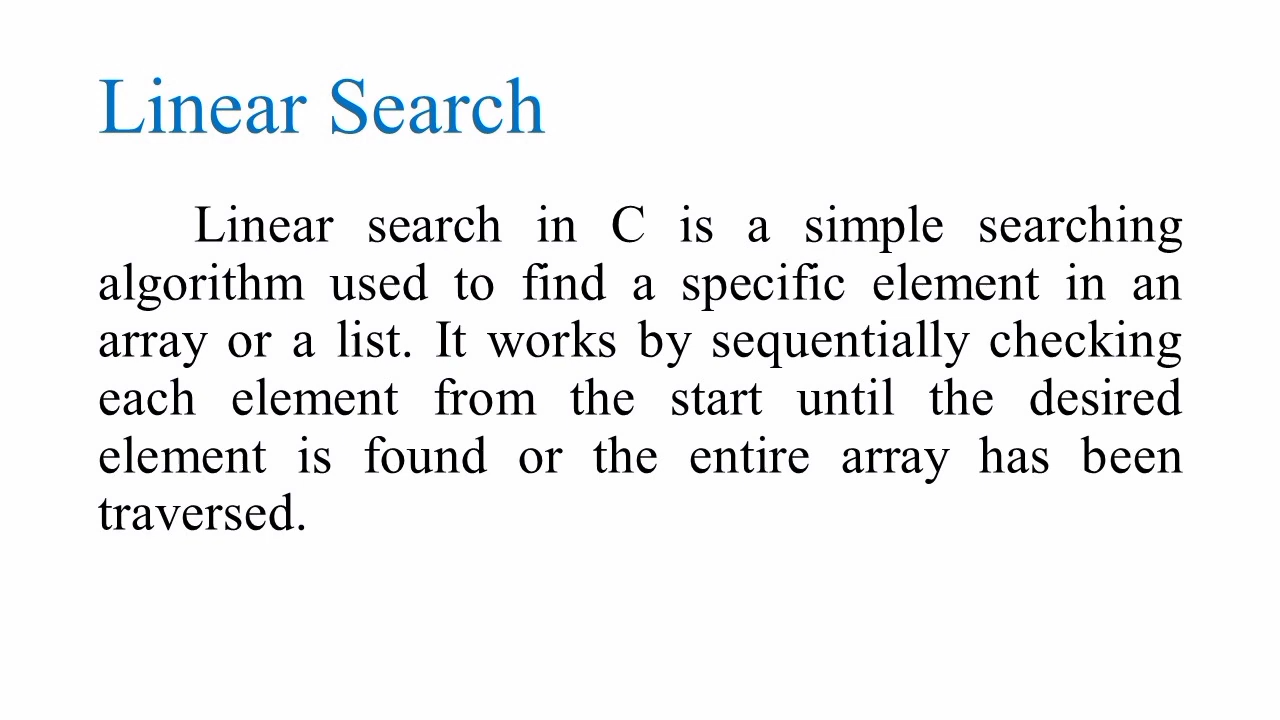 Linear Search
Linear search in C is a simple searching
algorithm used to find a specific element in an
array or a list. It works by sequentially checking
each element from the start until the desired
element is found or the entire array has been
traversed.